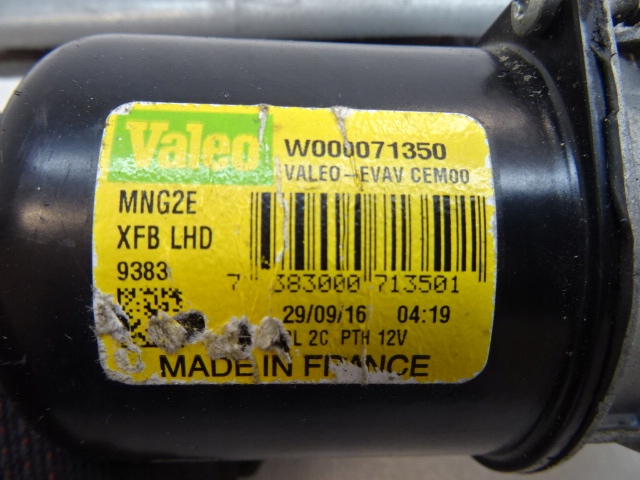 Valeo
W000071350
VALEO-EVAV CEM00
MNG2E
XFB LHD
9383
7 383000 713501
29/09/16 04:19
2C PTH 12V
MADE IN FRANCE